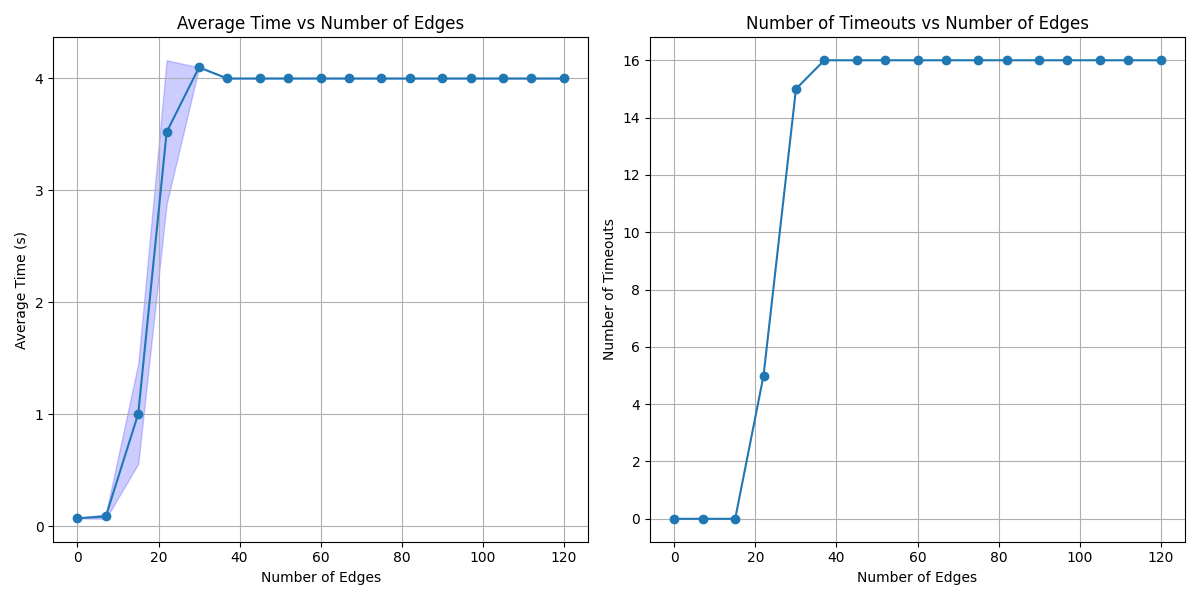 Average Time vs Number of Edges
4
3
2
1
0
Average Time (s)
0 20 40 60 80 100 120
Number of Edges
Number of Timeouts vs Number of Edges
16
14
12
10
8
6
4
2
0
Number of Timeouts
0 20 40 60 80 100 120
Number of Edges